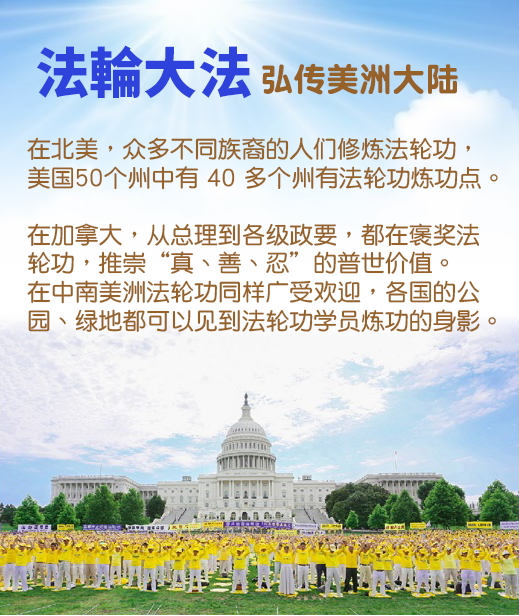 法輪大法 弘传美洲大陆
在北美，众多不同族裔的人们修炼法轮功，
美国50个州中有 40 多个州有法轮功炼功点。
在加拿大，从总理到各级政要，都在褒奖法
轮功，推崇“真、善、忍”的普世价值。
在中南美洲法轮功同样广受欢迎，各国的公
园、绿地都可以见到法轮功学员炼功的身影。